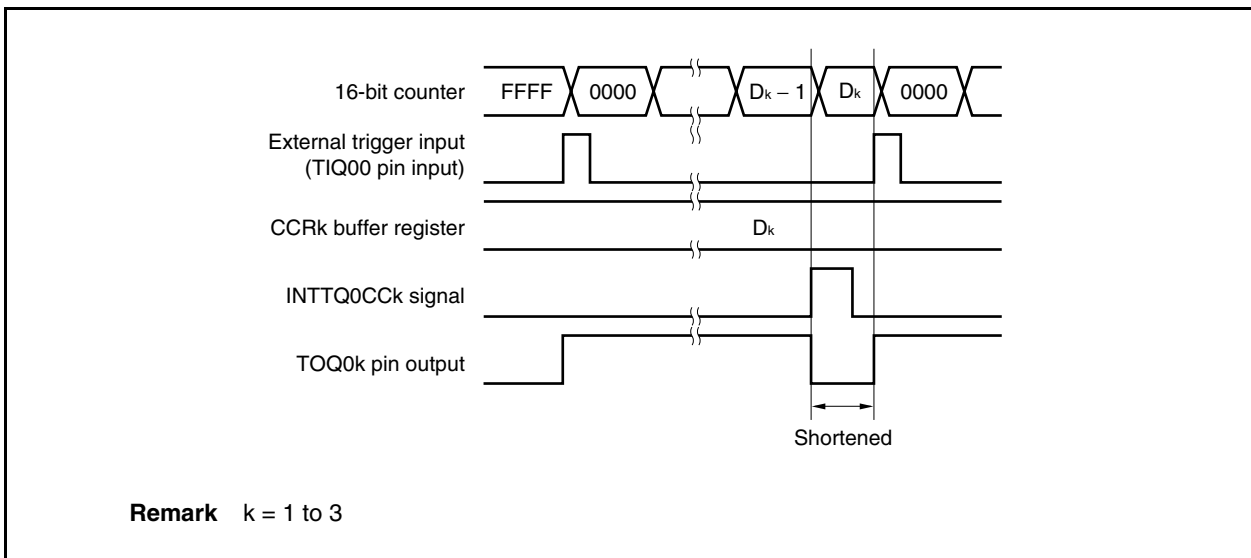 16-bit counter FFFF 0000 Dk − 1 Dk 0000
External trigger input
(TIQ00 pin input)
CCRk buffer register Dk
INTTQ0CCk signal
TOQ0k pin output
Shortened
Remark k = 1 to 3